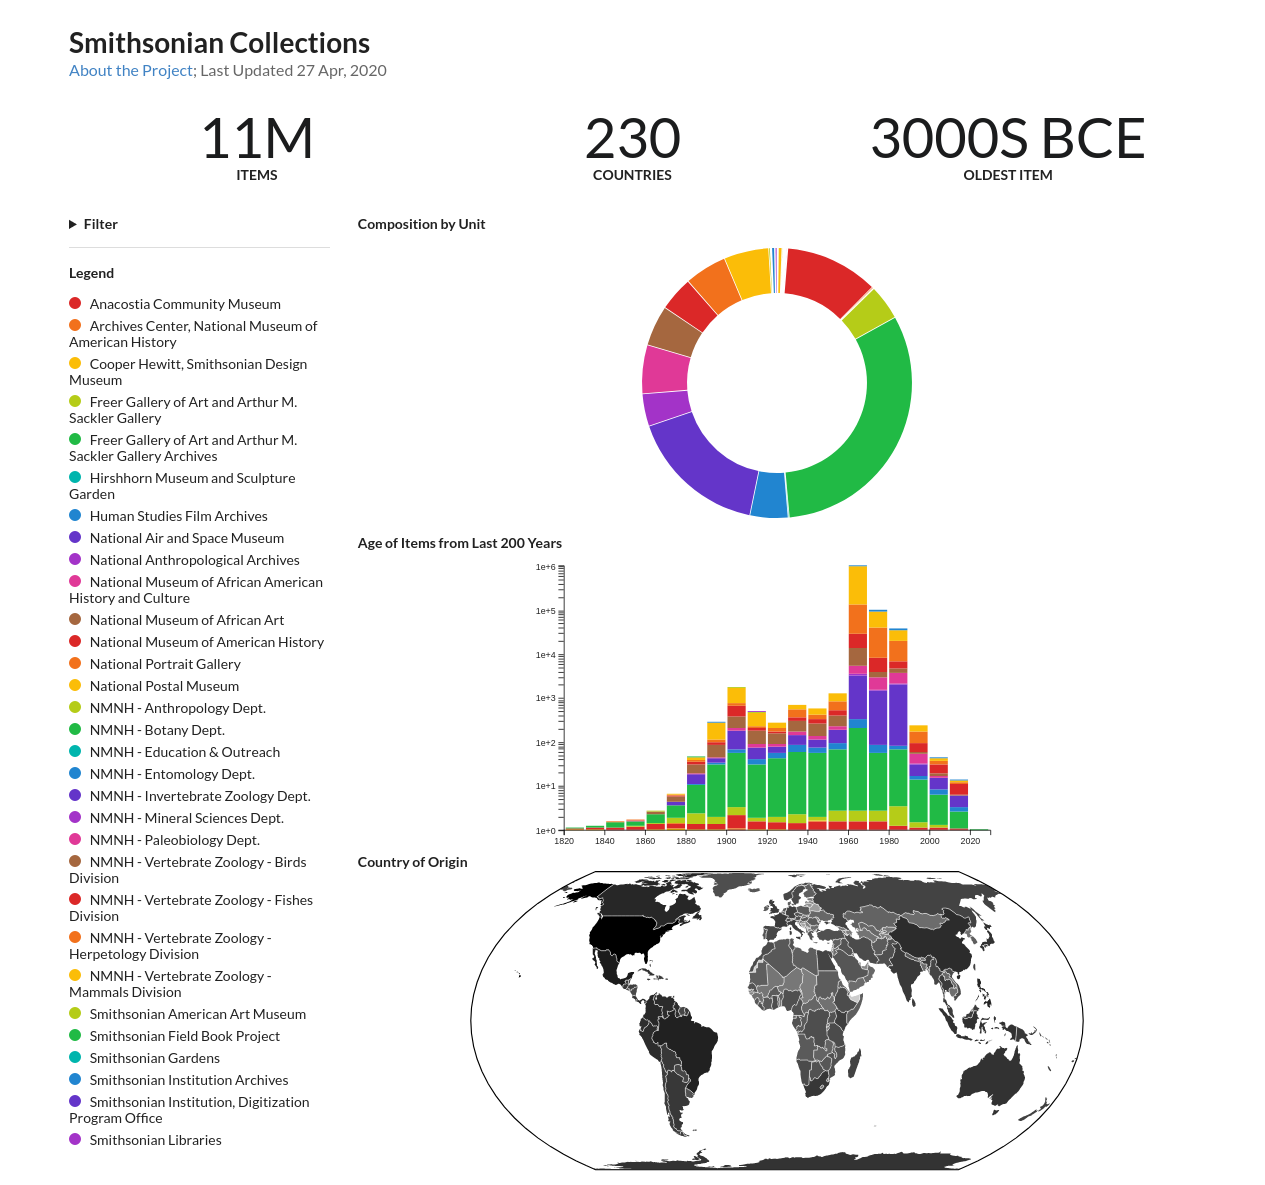 Smithsonian Collections
About the Project; Last Updated 27 Apr, 2020
11M
ITEMS
230
COUNTRIES
3000S BCE
OLDEST ITEM
Filter
Legend
Anacostia Community Museum
Archives Center, National Museum of
American History
Cooper Hewitt, Smithsonian Design
Museum
Freer Gallery of Art and Arthur M.
Sackler Gallery
Freer Gallery of Art and Arthur M.
Sackler Gallery Archives
Hirshhorn Museum and Sculpture
Garden
Human Studies Film Archives
National Air and Space Museum
National Anthropological Archives
National Museum of African American
History and Culture
National Museum of African Art
National Museum of American History
National Portrait Gallery
National Postal Museum
NMNH - Anthropology Dept.
NMNH - Botany Dept.
NMNH - Education & Outreach
NMNH - Entomology Dept.
NMNH - Invertebrate Zoology Dept.
NMNH - Mineral Sciences Dept.
NMNH - Paleobiology Dept.
NMNH - Vertebrate Zoology - Birds
Division
NMNH - Vertebrate Zoology - Fishes
Division
NMNH - Vertebrate Zoology -
Herpetology Division
NMNH - Vertebrate Zoology -
Mammals Division
Smithsonian American Art Museum
Smithsonian Field Book Project
Smithsonian Gardens
Smithsonian Institution Archives
Smithsonian Institution, Digitization
Program Office
Smithsonian Libraries
Composition by Unit
Age of Items from Last 200 Years
1e+6
1e+5
1e+4
1e+3
1e+2
1e+1
1e+0
1820 1840 1860 1880 1900 1920 1940 1960 1980 2000 2020
Country of Origin